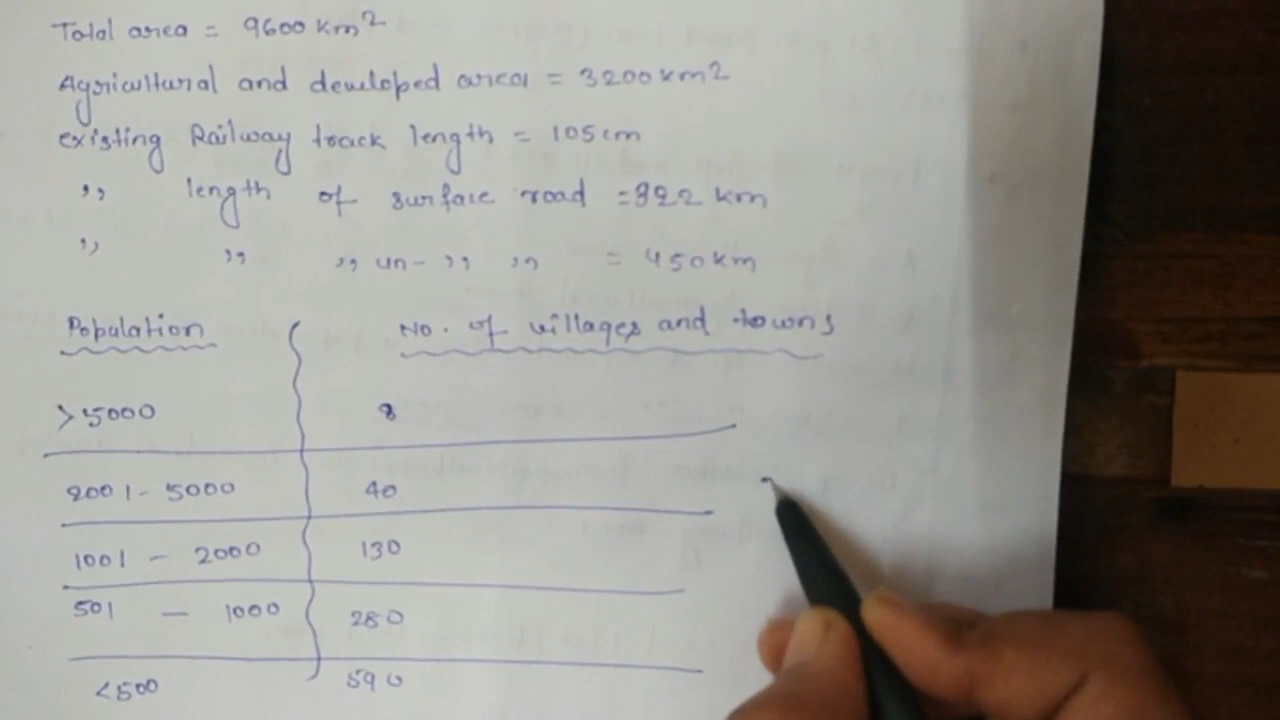 Total area = 9600 km2
Agricultural and developed area = 3200 km2
existing Railway track length = 105 cm
,, length of surface road = 322 km
,, ,, ,, un- ,, ,, = 450 km
Population No. of villages and towns
>5000 8
2001 - 5000 40
1001 - 2000 130
501 - 1000 280
<500 590